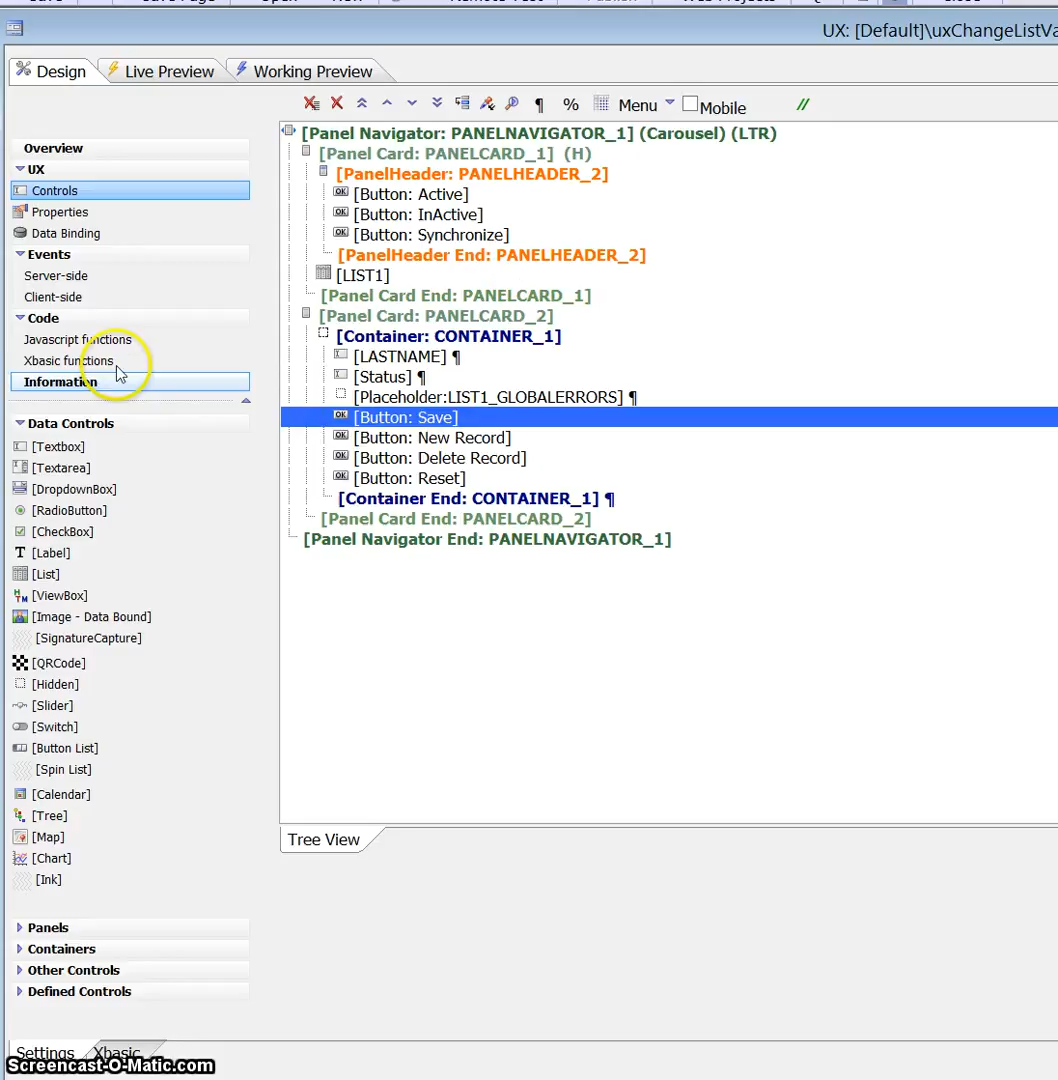 UX: [Default]\uxChangeListVa
Design
Live Preview
Working Preview
¶
%
Menu
Mobile
//
Overview
UX
Controls
Properties
Data Binding
Events
Server-side
Client-side
Code
Javascript functions
Xbasic functions
Information
Data Controls
[Textbox]
[Textarea]
[DropdownBox]
[RadioButton]
[CheckBox]
[Label]
[List]
[ViewBox]
[Image - Data Bound]
[SignatureCapture]
[QRCode]
[Hidden]
[Slider]
[Switch]
[Button List]
[Spin List]
[Calendar]
[Tree]
[Map]
[Chart]
[Ink]
Panels
Containers
Other Controls
Defined Controls
[Panel Navigator: PANELNAVIGATOR_1] (Carousel) (LTR)
[Panel Card: PANELCARD_1] (H)
[PanelHeader: PANELHEADER_2]
[Button: Active]
[Button: InActive]
[Button: Synchronize]
[PanelHeader End: PANELHEADER_2]
[LIST1]
[Panel Card End: PANELCARD_1]
[Panel Card: PANELCARD_2]
[Container: CONTAINER_1]
[LASTNAME] ¶
[Status] ¶
[Placeholder:LIST1_GLOBALERRORS] ¶
[Button: Save]
[Button: New Record]
[Button: Delete Record]
[Button: Reset]
[Container End: CONTAINER_1] ¶
[Panel Card End: PANELCARD_2]
[Panel Navigator End: PANELNAVIGATOR_1]
Tree View
Settings
Xbasic
Screencast-O-Matic.com